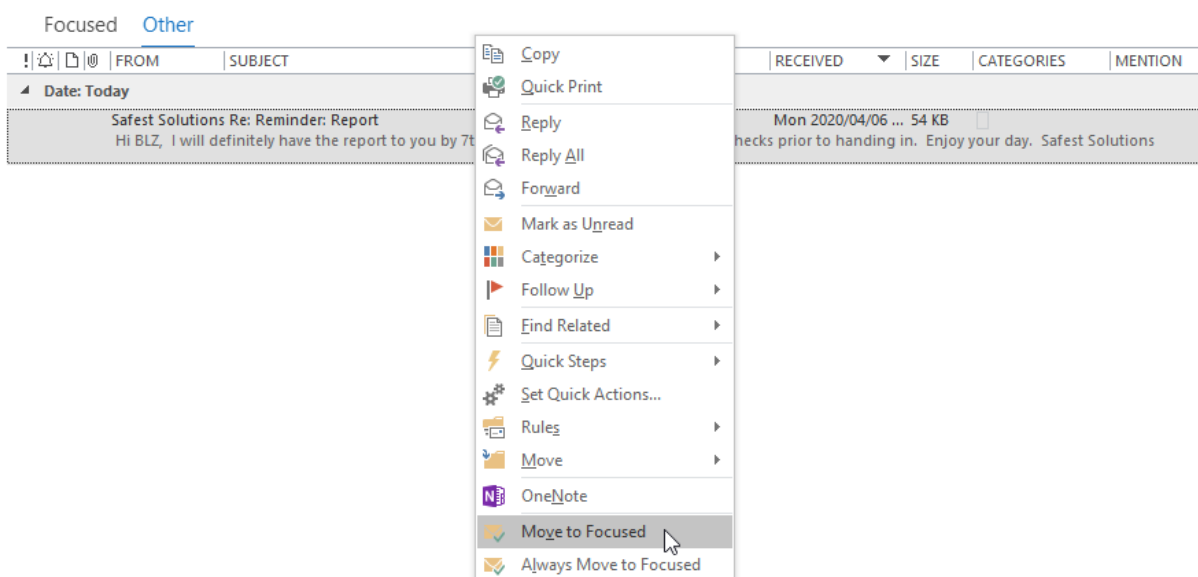 Focused Other
! FROM SUBJECT RECEIVED SIZE CATEGORIES MENTION
Date: Today
Safest Solutions Re: Reminder: Report Mon 2020/04/06 ... 54 KB
Hi BLZ, I will definitely have the report to you by 7t hecks prior to handing in. Enjoy your day. Safest Solutions
Copy
Quick Print
Reply
Reply All
Forward
Mark as Unread
Categorize
Follow Up
Find Related
Quick Steps
Set Quick Actions...
Rules
Move
OneNote
Move to Focused
Always Move to Focused